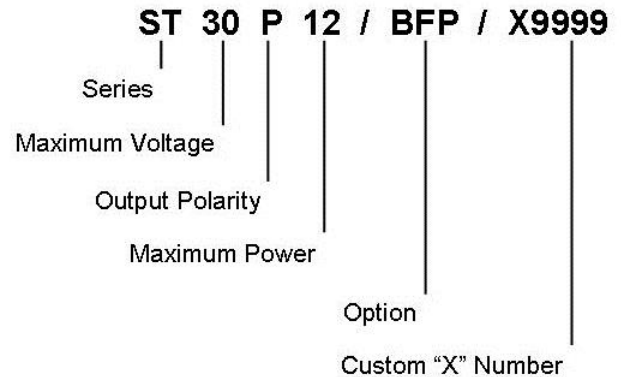 ST 30 P 12 / BFP / X9999
Series
Maximum Voltage
Output Polarity
Maximum Power
Option
Custom “X” Number